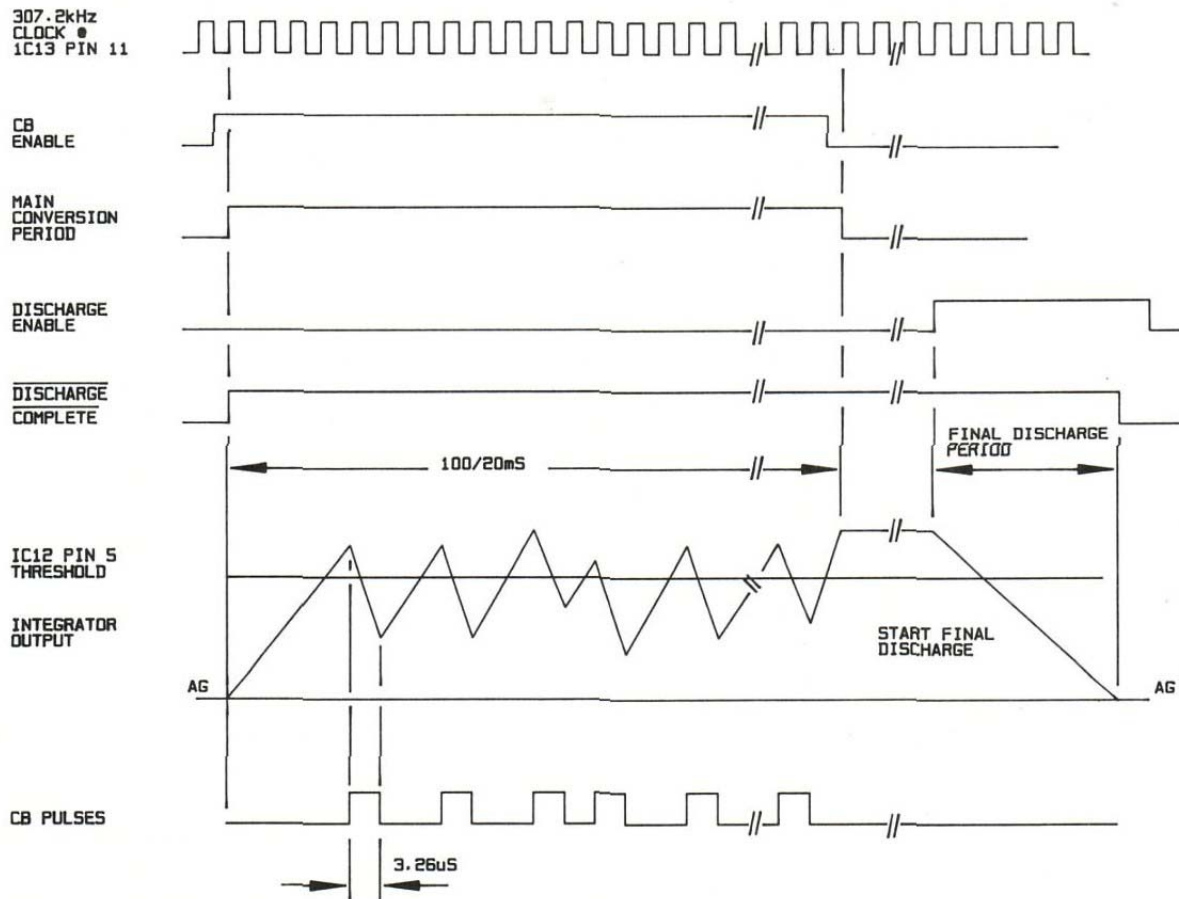 307.2kHz
CLOCK @
1C13 PIN 11
CB
ENABLE
MAIN
CONVERSION
PERIOD
DISCHARGE
ENABLE
DISCHARGE
COMPLETE
FINAL DISCHARGE
PERIOD
100/20mS
IC12 PIN 5
THRESHOLD
INTEGRATOR
OUTPUT
START FINAL
DISCHARGE
AG
AG
CB PULSES
3.26uS